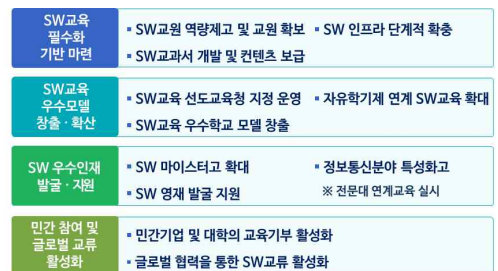 SW교육
필수화
기반 마련
▪ SW교원 역량제고 및 교원 확보 ▪ SW 인프라 단계적 확충
▪ SW교과서 개발 및 컨텐츠 보급
SW교육
우수모델
창출 · 확산
▪ SW교육 선도교육청 지정 운영 ▪ 자유학기제 연계 SW교육 확대
▪ SW교육 우수학교 모델 창출
SW 우수인재
발굴 · 지원
▪ SW 마이스터고 확대 ▪ 정보통신분야 특성화고
▪ SW 영재 발굴 지원 ※ 전문대 연계교육 실시
민간 참여 및
글로벌 교류
활성화
▪ 민간기업 및 대학의 교육기부 활성화
▪ 글로벌 협력을 통한 SW교류 활성화